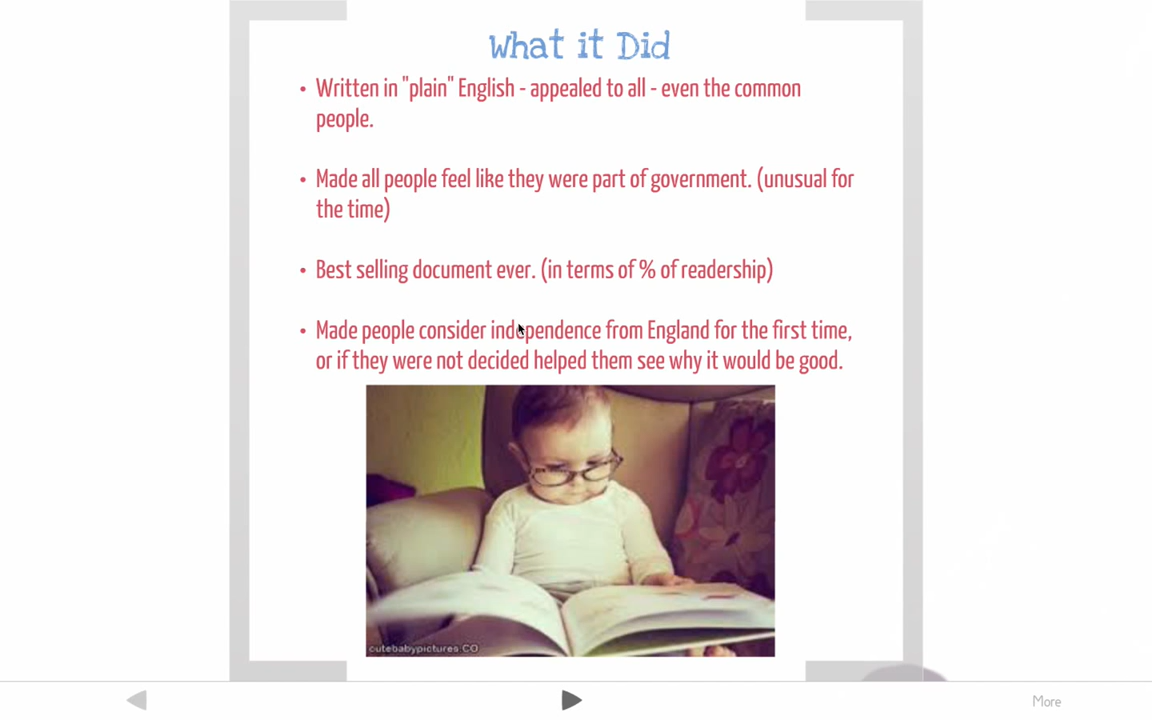 What it Did
• Written in "plain" English - appealed to all - even the common
people.
• Made all people feel like they were part of government. (unusual for
the time)
• Best selling document ever. (in terms of % of readership)
• Made people consider independence from England for the first time,
or if they were not decided helped them see why it would be good.
cutebabypictures CO
More